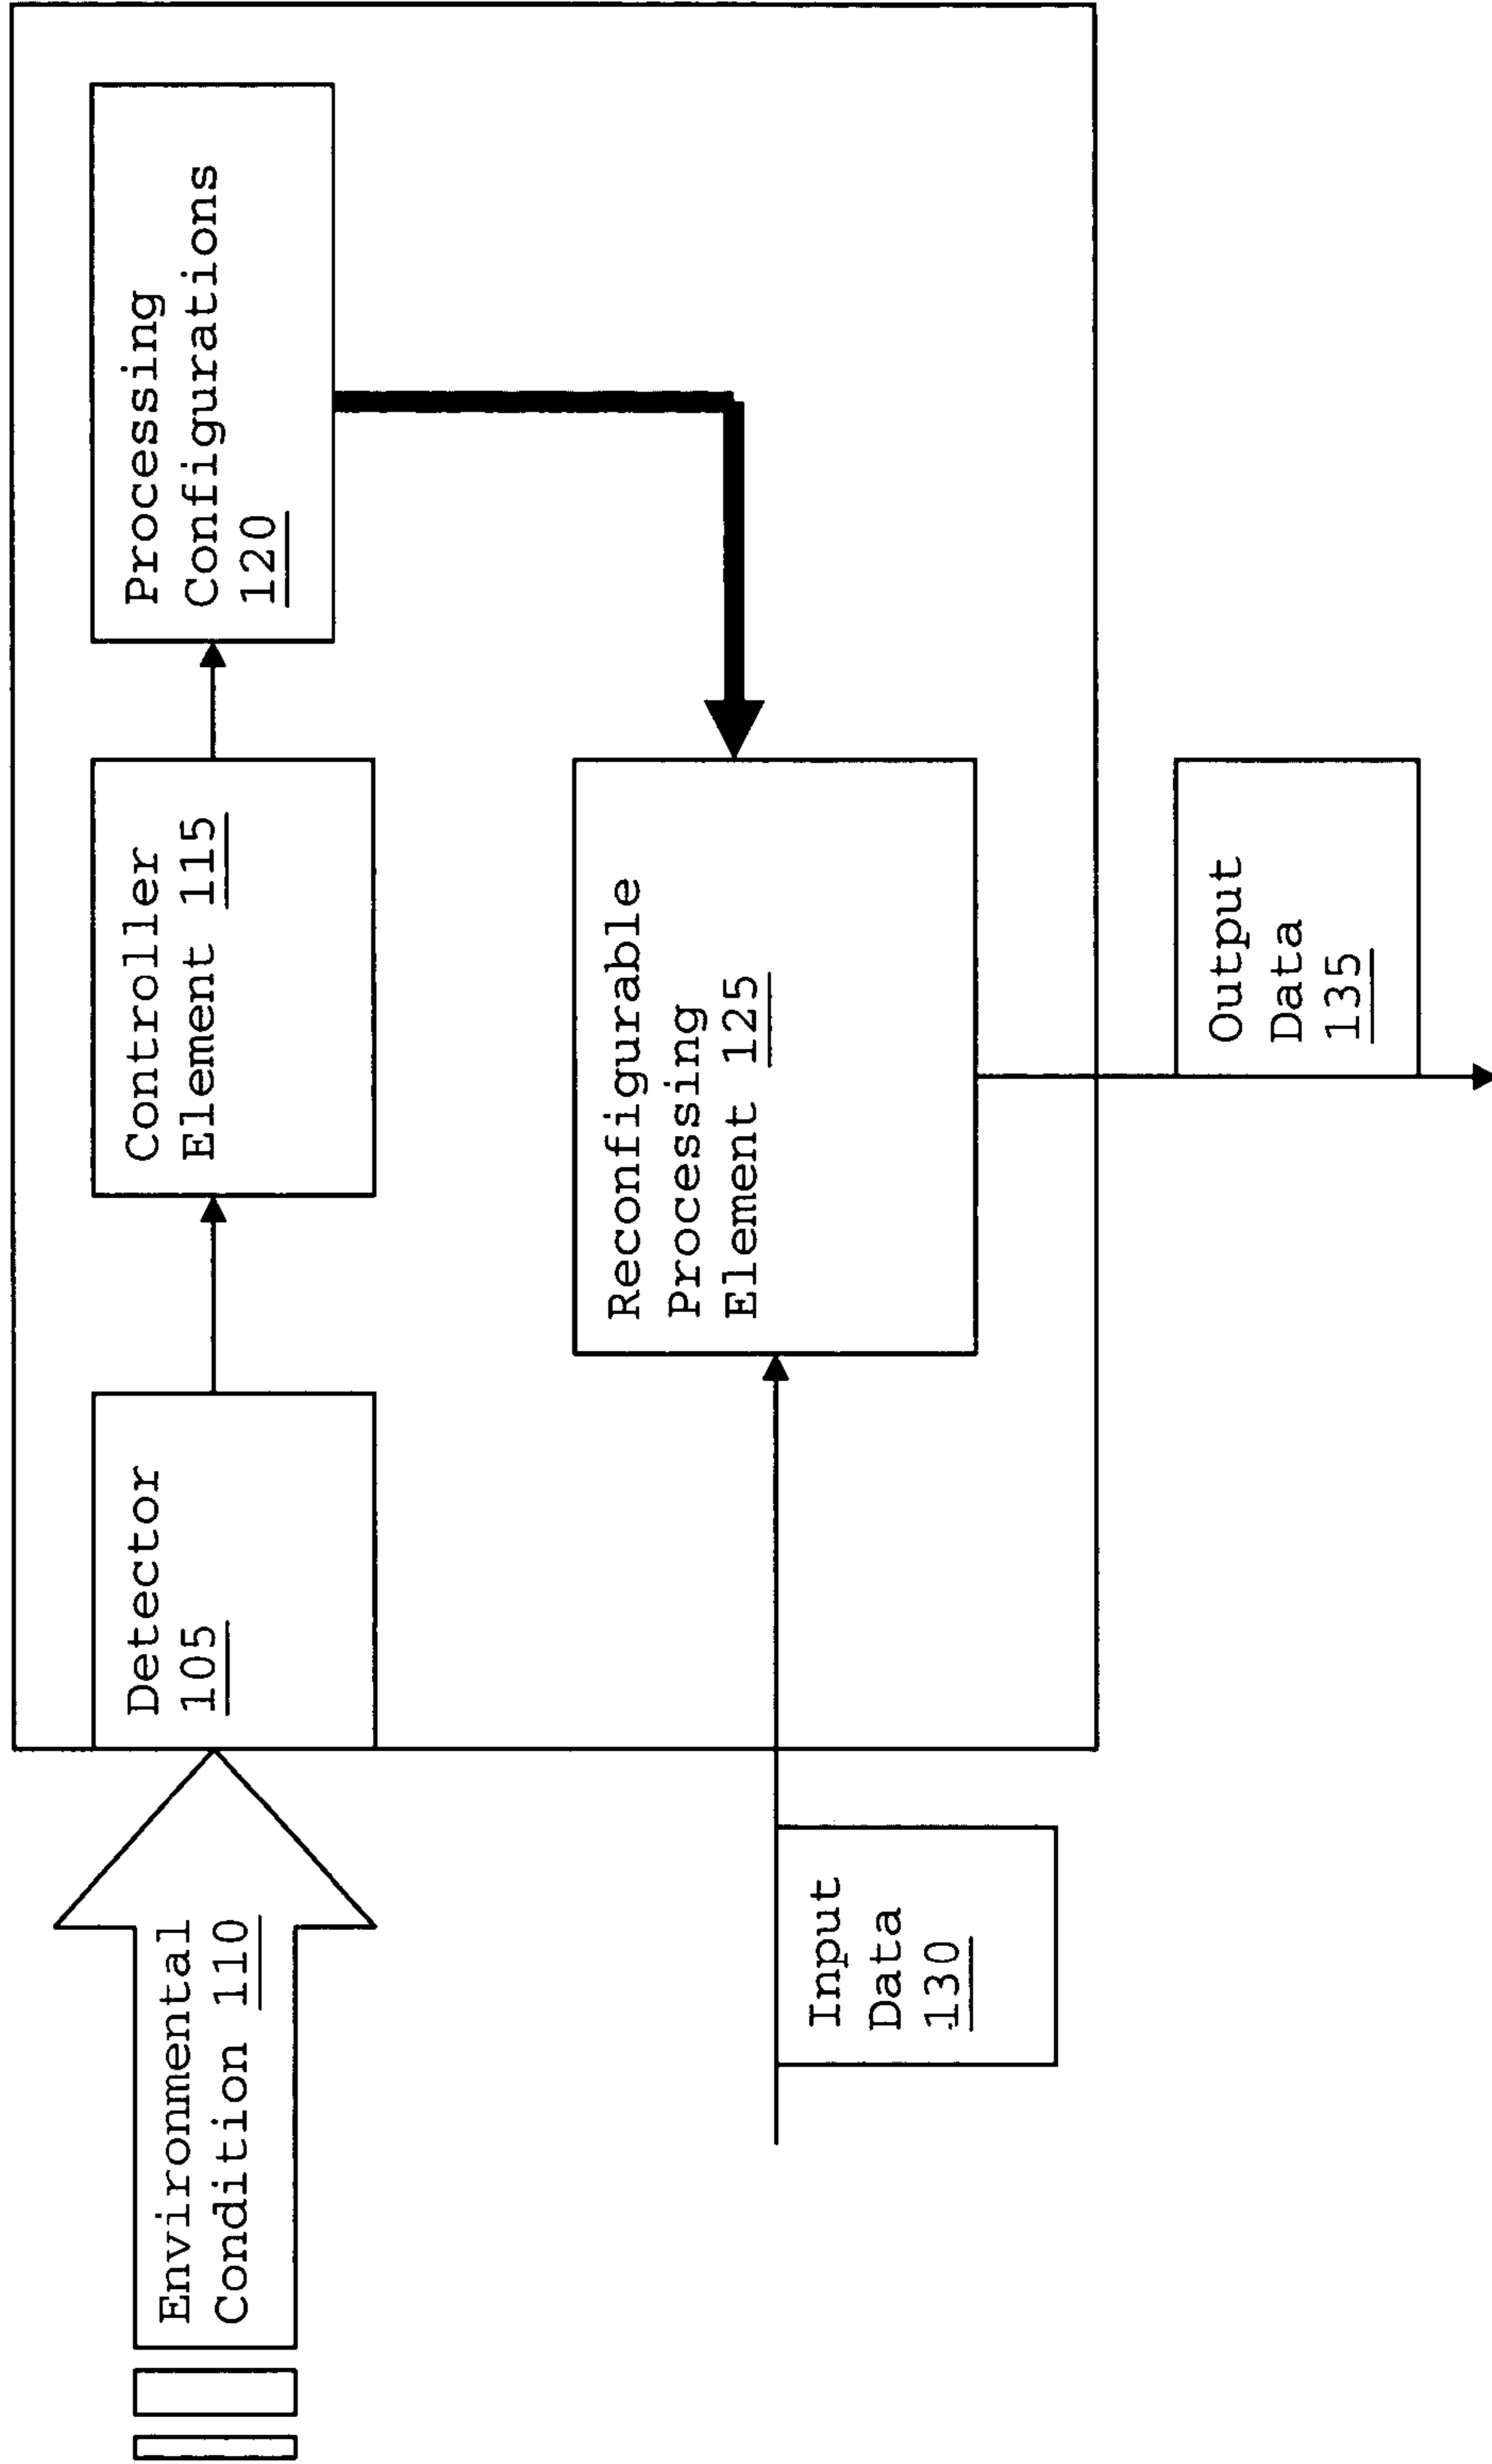 Environmental
Condition 110
Detector
105
Controller
Element 115
Processing
Configurations
120
Input
Data
130
Reconfigurable
Processing
Element 125
Output
Data
135